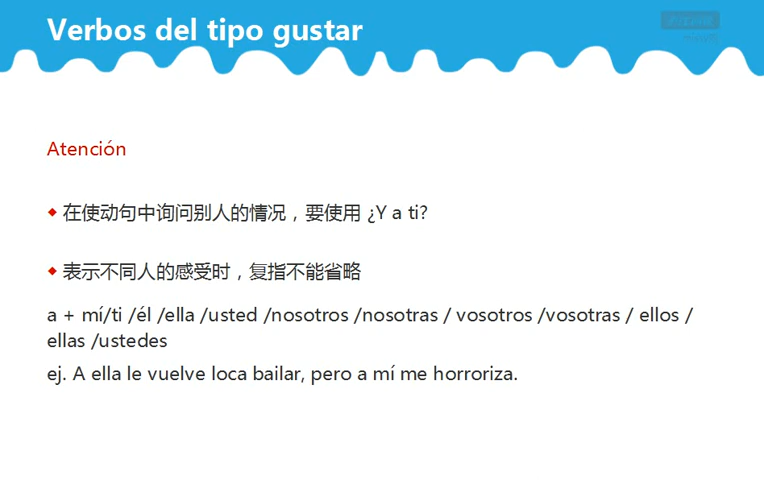 Verbos del tipo gustar
Atención
在使动句中询问别人的情况，要使用 ¿Y a ti?
表示不同人的感受时，复指不能省略
a + mí/ti /él /ella /usted /nosotros /nosotras / vosotros /vosotras / ellos /
ellas /ustedes
ej. A ella le vuelve loca bailar, pero a mí me horroriza.